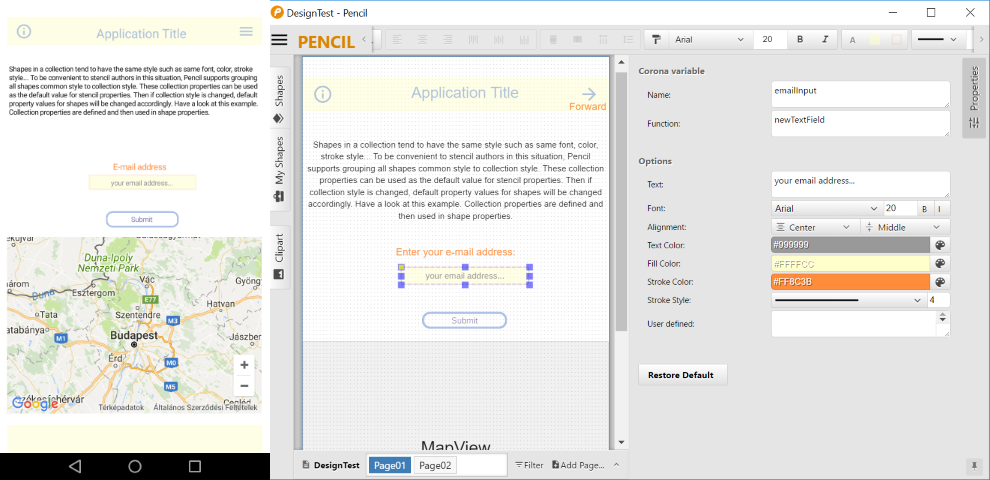 Application Title
Shapes in a collection tend to have the same style such as same font, color, stroke
style... To be convenient to stencil authors in this situation, Pencil supports grouping
all shapes common style to collection style. These collection properties can be used
as the default value for stencil properties. Then if collection style is changed, default
property values for shapes will be changed accordingly. Have a look at this example.
Collection properties are defined and then used in shape properties.
E-mail address
your email address...
Submit
Duna-Ipoly
Nemzeti Park
Vác
Gyöng
Esztergom
E77
Hatvan
Szentendre
Tata
M3
M1
Budapest
Jászber
Érd
M0
M5
Google
Térképadatok
Általános Szerződési Feltételek
DesignTest - Pencil
PENCIL
Arial
20
B
I
A
Shapes
My Shapes
Clipart
Application Title
Forward
Shapes in a collection tend to have the same style such as same font, color,
stroke style... To be convenient to stencil authors in this situation, Pencil
supports grouping all shapes common style to collection style. These collection
properties can be used as the default value for stencil properties. Then if
collection style is changed, default property values for shapes will be changed
accordingly. Have a look at this example. Collection properties are defined and
then used in shape properties.
Enter your e-mail address:
your email address...
Submit
MapView
DesignTest
Page01
Page02
Filter
Add Page...
Properties
Corona variable
Name:
emailInput
Function:
newTextField
Options
Text:
your email address...
Font:
Arial
20
B
I
Alignment:
Center
Middle
Text Color:
#999999
Fill Color:
#FFFFCC
Stroke Color:
#FF8C3B
Stroke Style:
4
User defined:
Restore Default